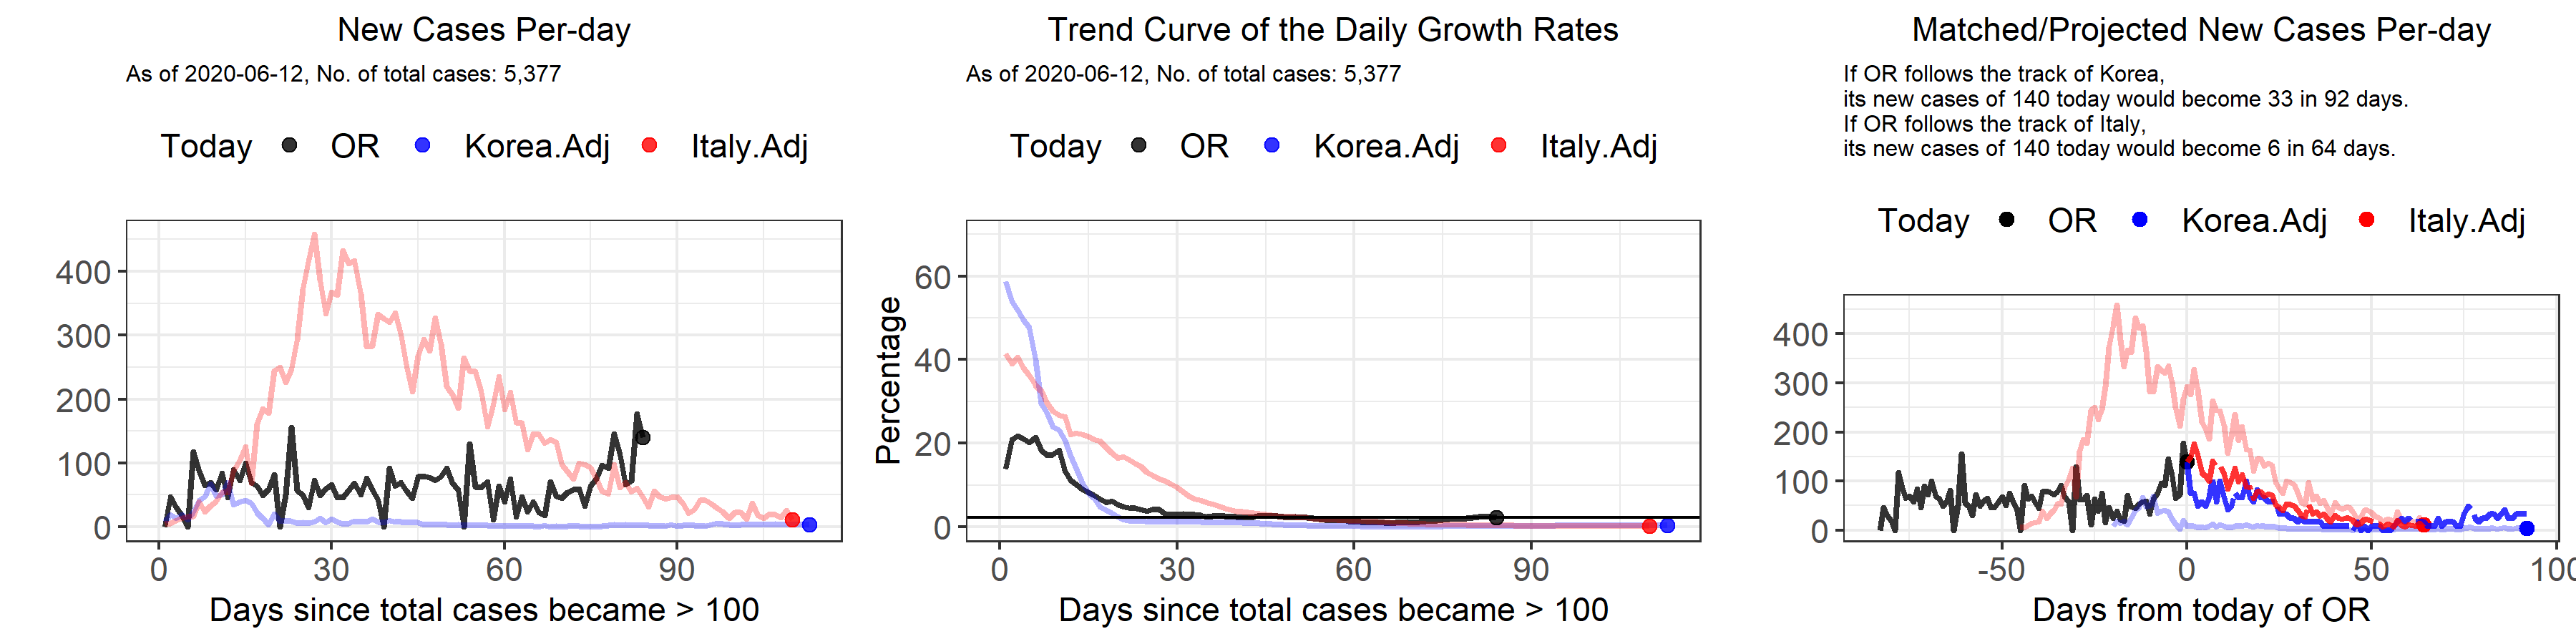 New Cases Per-day
As of 2020-06-12, No. of total cases: 5,377
Today OR Korea.Adj Italy.Adj
400
300
200
100
0
0 30 60 90
Days since total cases became > 100
Trend Curve of the Daily Growth Rates
As of 2020-06-12, No. of total cases: 5,377
Today OR Korea.Adj Italy.Adj
Percentage
60
40
20
0
0 30 60 90
Days since total cases became > 100
Matched/Projected New Cases Per-day
If OR follows the track of Korea,
its new cases of 140 today would become 33 in 92 days.
If OR follows the track of Italy,
its new cases of 140 today would become 6 in 64 days.
Today OR Korea.Adj Italy.Adj
400
300
200
100
0
-50 0 50 100
Days from today of OR